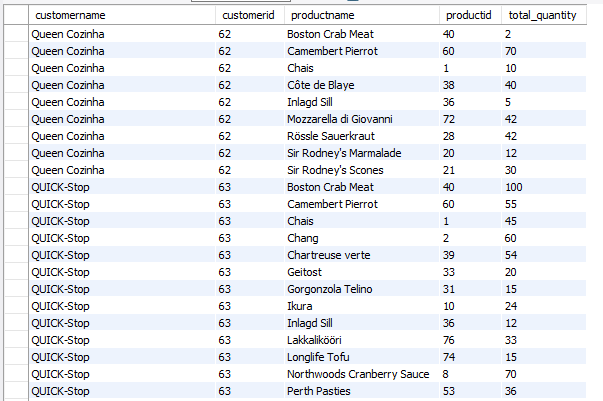 customername customerid productname productid total_quantity
Queen Cozinha 62 Boston Crab Meat 40 2
Queen Cozinha 62 Camembert Pierrot 60 70
Queen Cozinha 62 Chais 1 10
Queen Cozinha 62 Côte de Blaye 38 40
Queen Cozinha 62 Inlagd Sill 36 5
Queen Cozinha 62 Mozzarella di Giovanni 72 42
Queen Cozinha 62 Rössle Sauerkraut 28 42
Queen Cozinha 62 Sir Rodney's Marmalade 20 12
Queen Cozinha 62 Sir Rodney's Scones 21 30
QUICK-Stop 63 Boston Crab Meat 40 100
QUICK-Stop 63 Camembert Pierrot 60 55
QUICK-Stop 63 Chais 1 45
QUICK-Stop 63 Chang 2 60
QUICK-Stop 63 Chartreuse verte 39 54
QUICK-Stop 63 Geitost 33 20
QUICK-Stop 63 Gorgonzola Telino 31 15
QUICK-Stop 63 Ikura 10 24
QUICK-Stop 63 Inlagd Sill 36 12
QUICK-Stop 63 Lakkalikööri 76 33
QUICK-Stop 63 Longlife Tofu 74 15
QUICK-Stop 63 Northwoods Cranberry Sauce 8 70
QUICK-Stop 63 Perth Pasties 53 36